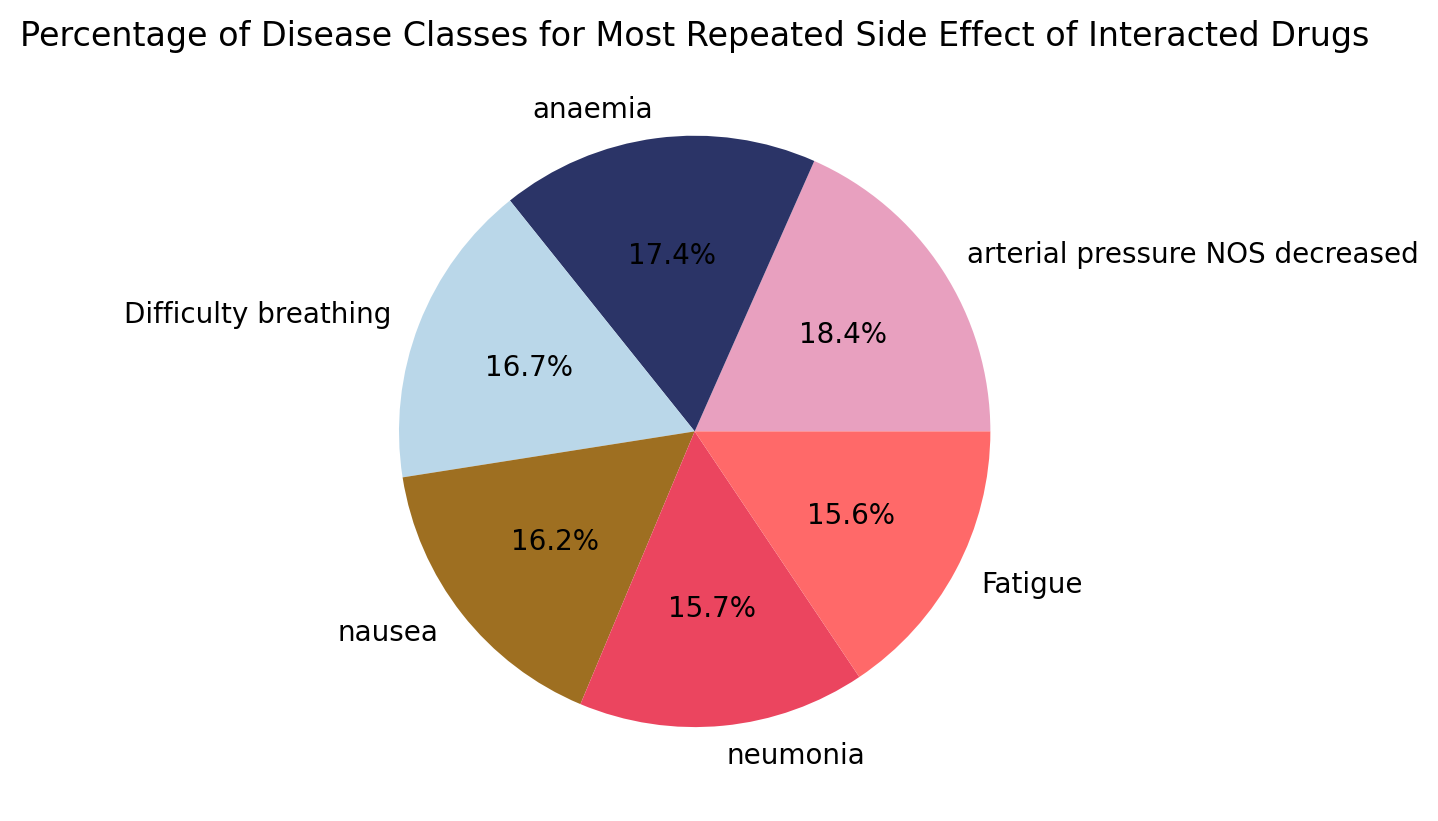 Percentage of Disease Classes for Most Repeated Side Effect of Interacted Drugs
anaemia
arterial pressure NOS decreased
17.4%
18.4%
Difficulty breathing
16.7%
15.6%
16.2%
Fatigue
15.7%
nausea
neumonia